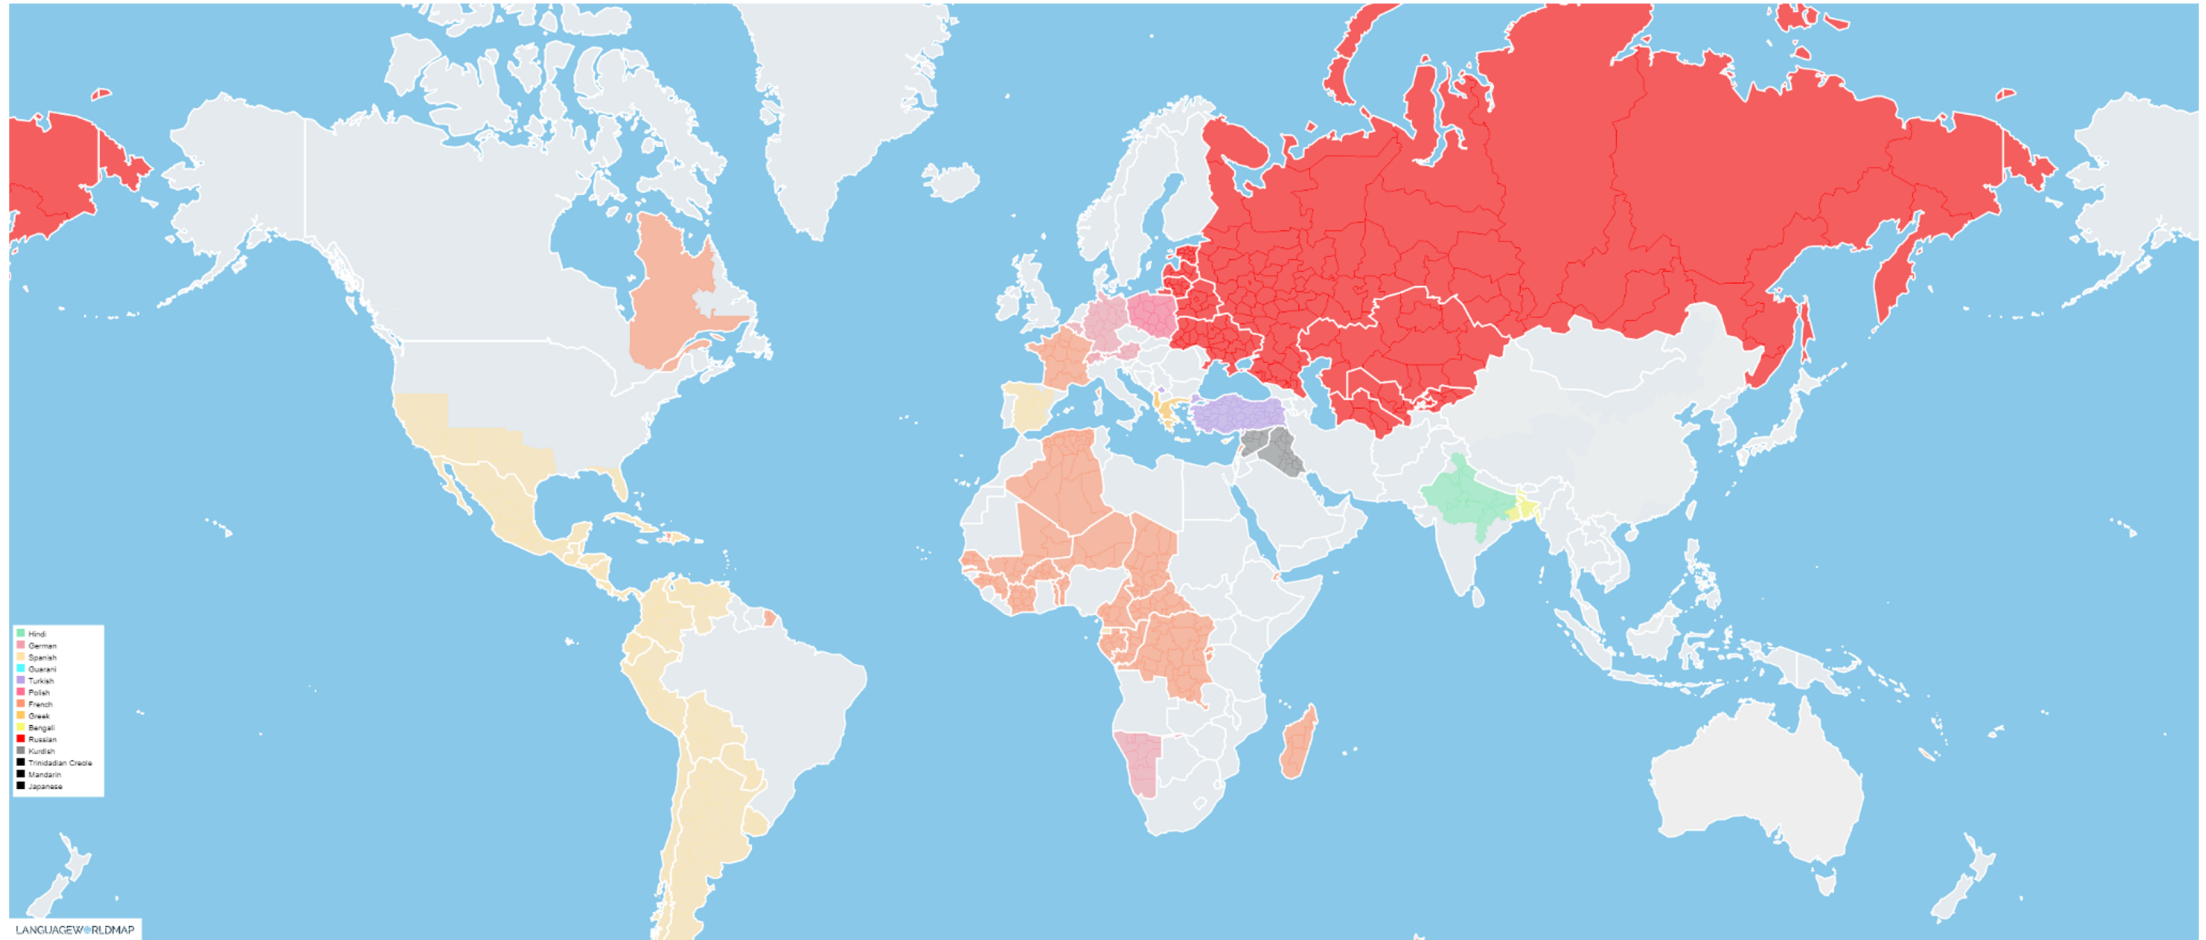 Hindi
German
Spanish
Guarani
Turkish
Polish
French
Greek
Bengali
Russian
Kurdish
Trinidadian Creole
Mandarin
Japanese
LANGUAGEWORLDMAP